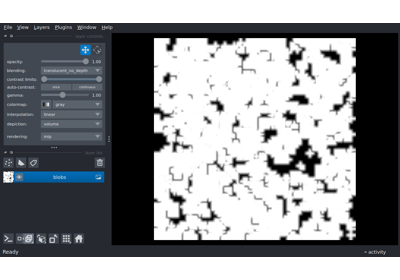 File View Layers Plugins Window Help
opacity: 1.00
blending: translucent_no_depth
contrast limits:
auto-contrast: once continuous
gamma: 1.00
colormap: gray
interpolation: linear
depiction: volume
rendering: mip
blobs
Ready activity